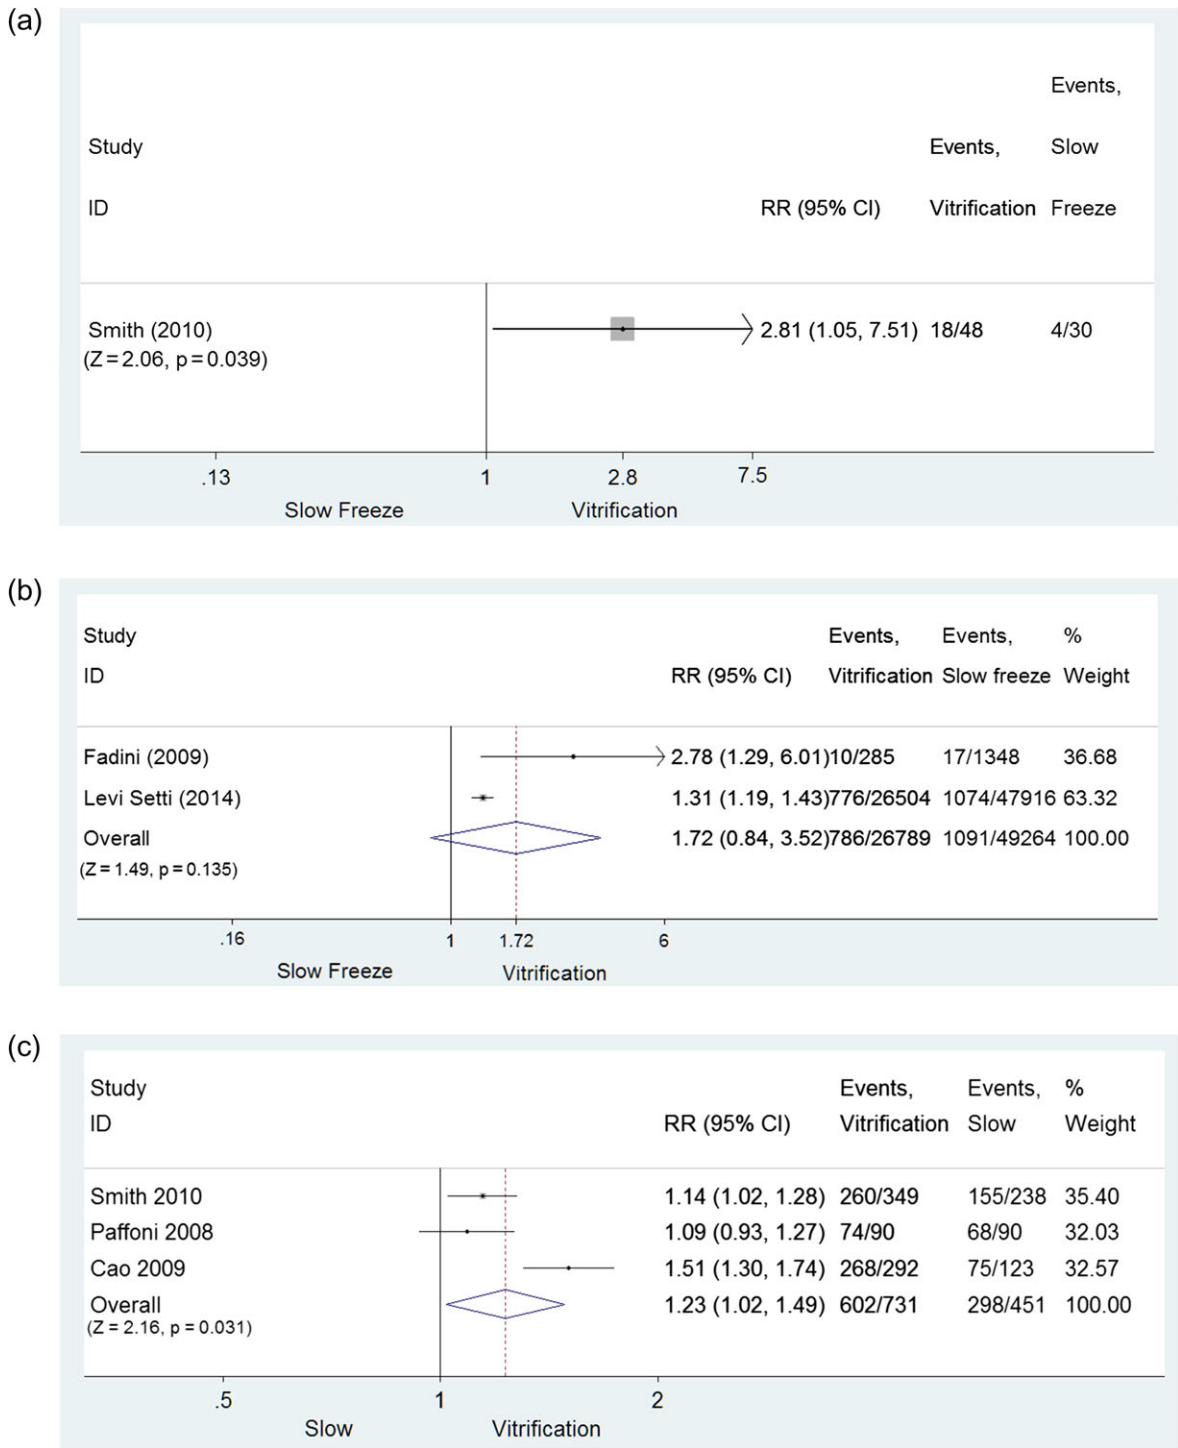 (a)
Events,
Study Events, Slow
ID RR (95% CI) Vitrification Freeze
Smith (2010) 2.81 (1.05, 7.51) 18/48 4/30
(Z = 2.06, p = 0.039)
.13 1 2.8 7.5
Slow Freeze Vitrification
(b)
Study Events, Events, %
ID RR (95% CI) Vitrification Slow freeze Weight
Fadini (2009) 2.78 (1.29, 6.01)10/285 17/1348 36.68
Levi Setti (2014) 1.31 (1.19, 1.43)776/26504 1074/47916 63.32
Overall 1.72 (0.84, 3.52)786/26789 1091/49264 100.00
(Z = 1.49, p = 0.135)
.16 1 1.72 6
Slow Freeze Vitrification
(c)
Study Events, Events, %
ID RR (95% CI) Vitrification Slow Weight
Smith 2010 1.14 (1.02, 1.28) 260/349 155/238 35.40
Paffoni 2008 1.09 (0.93, 1.27) 74/90 68/90 32.03
Cao 2009 1.51 (1.30, 1.74) 268/292 75/123 32.57
Overall 1.23 (1.02, 1.49) 602/731 298/451 100.00
(Z = 2.16, p = 0.031)
.5 1 2
Slow Vitrification